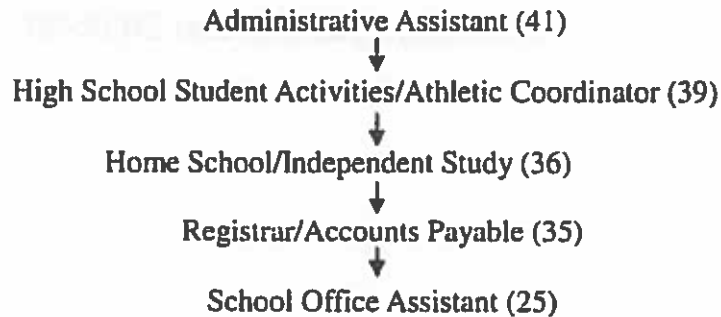 Administrative Assistant (41)
High School Student Activities/Athletic Coordinator (39)
Home School/Independent Study (36)
Registrar/Accounts Payable (35)
School Office Assistant (25)